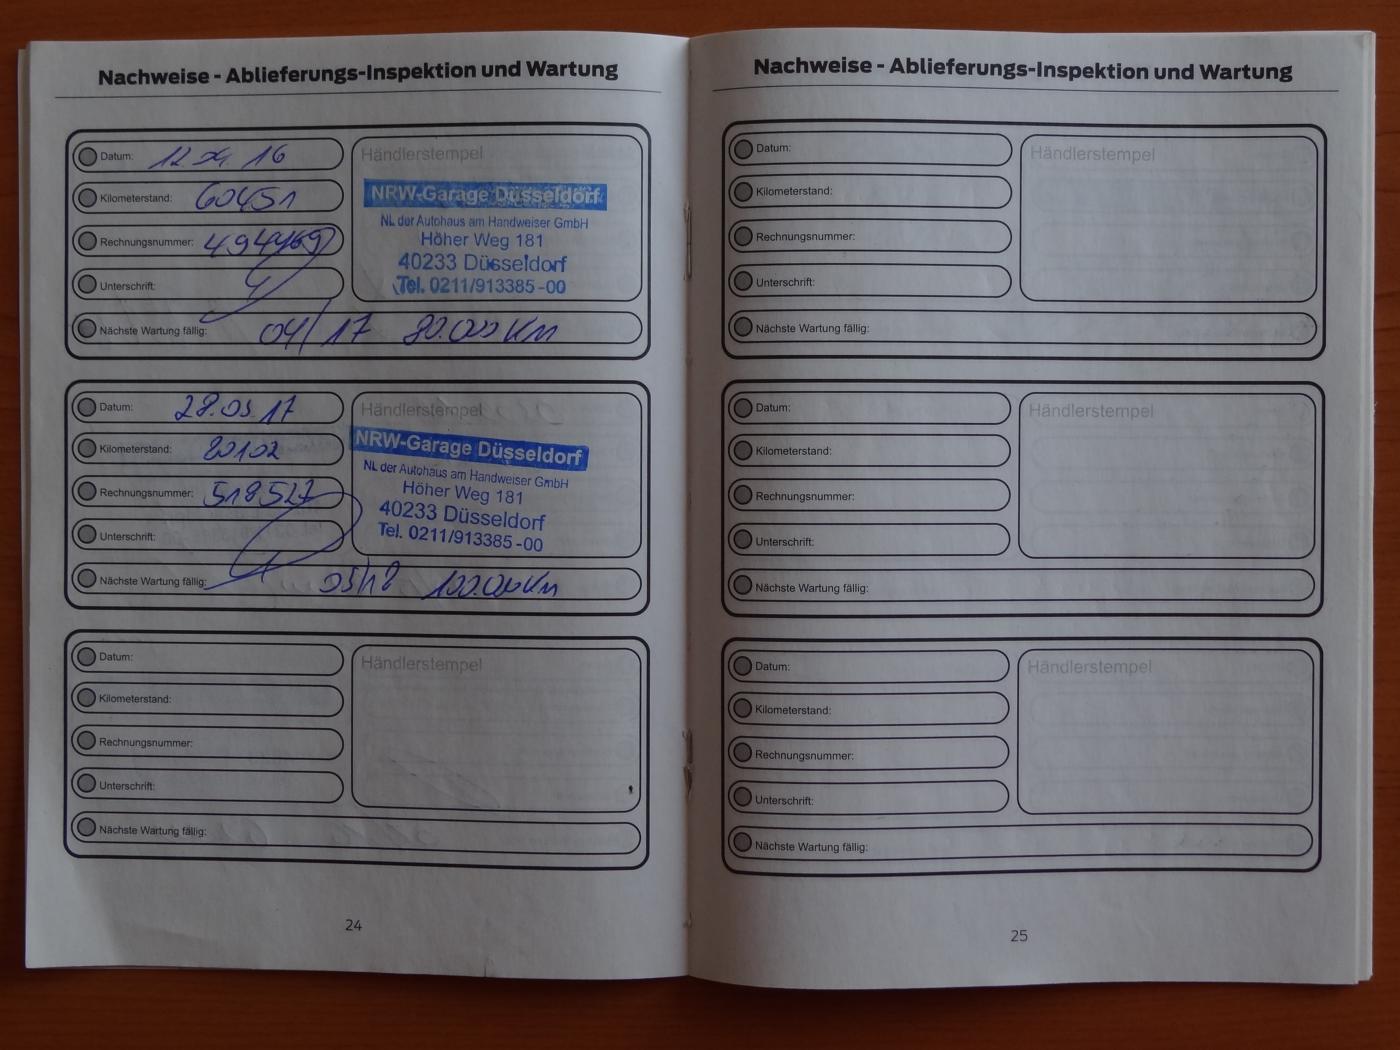 Nachweise - Ablieferungs-Inspektion und Wartung
Datum: 12.04.16
Kilometerstand: 60451
Rechnungsnummer:
Unterschrift:
Nächste Wartung fällig: 04/17 80.000 KM
Händlerstempel
NRW-Garage Düsseldorf
NL der Autohaus am Handweiser GmbH
Höher Weg 181
40233 Düsseldorf
Tel. 0211/913385-00
Datum: 28.03.17
Kilometerstand: 80102
Rechnungsnummer: 518527
Unterschrift:
Nächste Wartung fällig: 100.000 Km
Händlerstempel
NRW-Garage Düsseldorf
NL der Autohaus am Handweiser GmbH
Höher Weg 181
40233 Düsseldorf
Tel. 0211/913385-00
Datum:
Kilometerstand:
Rechnungsnummer:
Unterschrift:
Nächste Wartung fällig:
Händlerstempel
24
Nachweise - Ablieferungs-Inspektion und Wartung
Datum:
Kilometerstand:
Rechnungsnummer:
Unterschrift:
Nächste Wartung fällig:
Händlerstempel
Datum:
Kilometerstand:
Rechnungsnummer:
Unterschrift:
Nächste Wartung fällig:
Händlerstempel
Datum:
Kilometerstand:
Rechnungsnummer:
Unterschrift:
Nächste Wartung fällig:
Händlerstempel
25